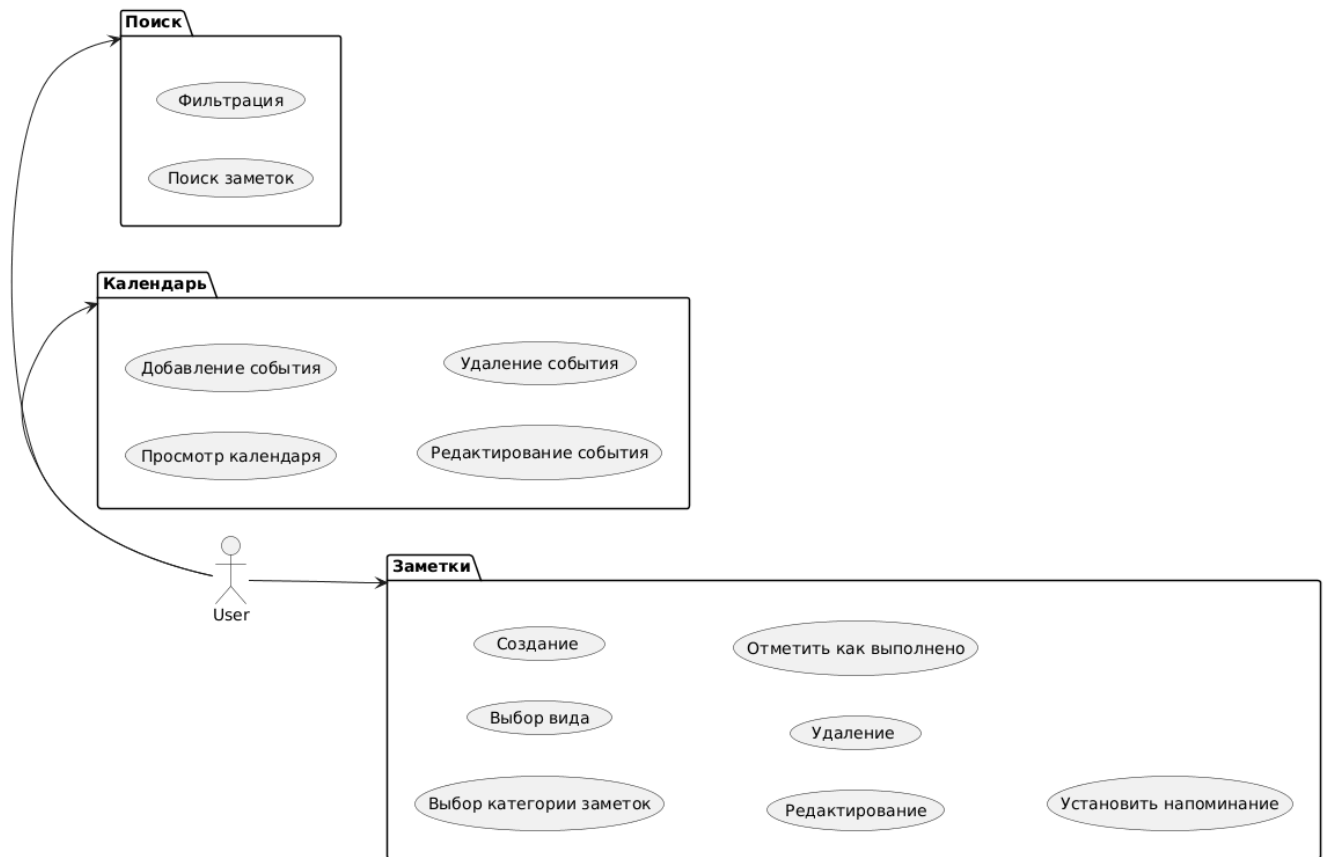 Поиск
Фильтрация
Поиск заметок
Календарь
Добавление события
Удаление события
Просмотр календаря
Редактирование события
User
Заметки
Создание
Отметить как выполнено
Выбор вида
Удаление
Выбор категории заметок
Редактирование
Установить напоминание